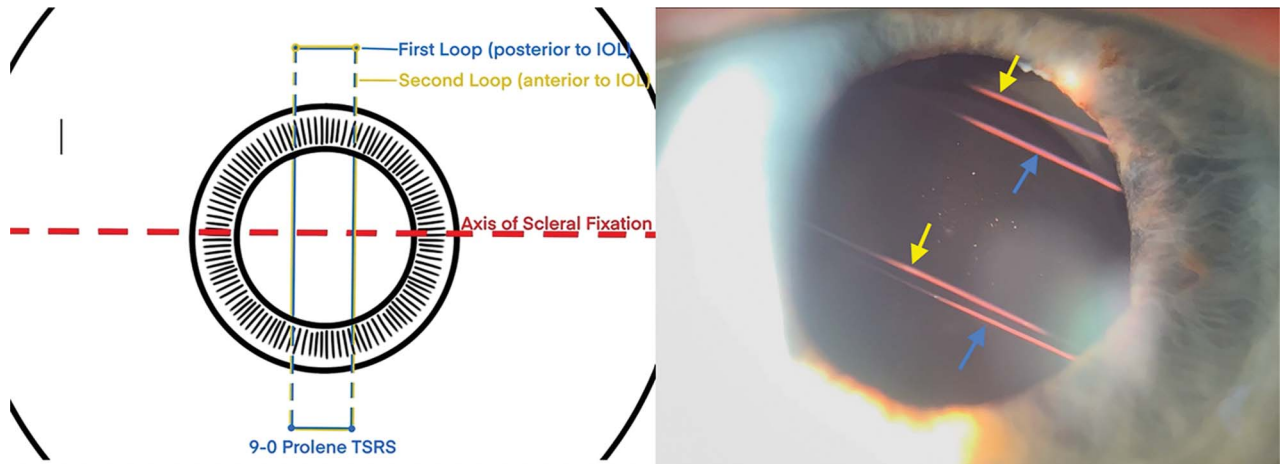 First Loop (posterior to IOL)
Second Loop (anterior to IOL)
Axis of Scleral Fixation
9-0 Prolene TSRS